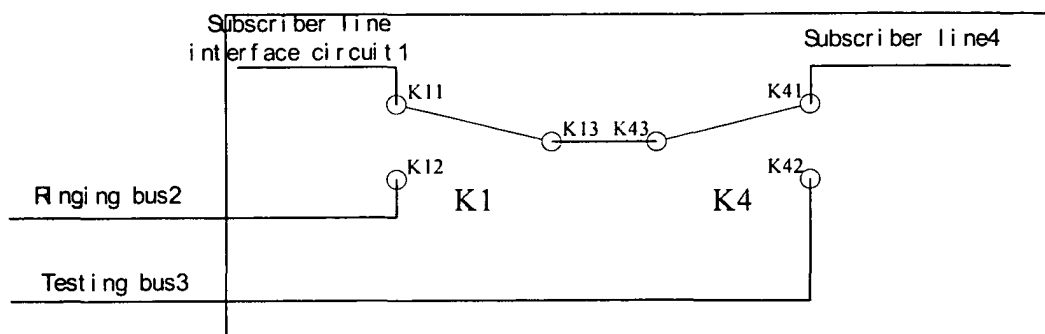 Subscriber line
interface circuit1
Subscriber line4
K11
K41
K13 K43
K12
K42
Ringing bus2
K1
K4
Testing bus3